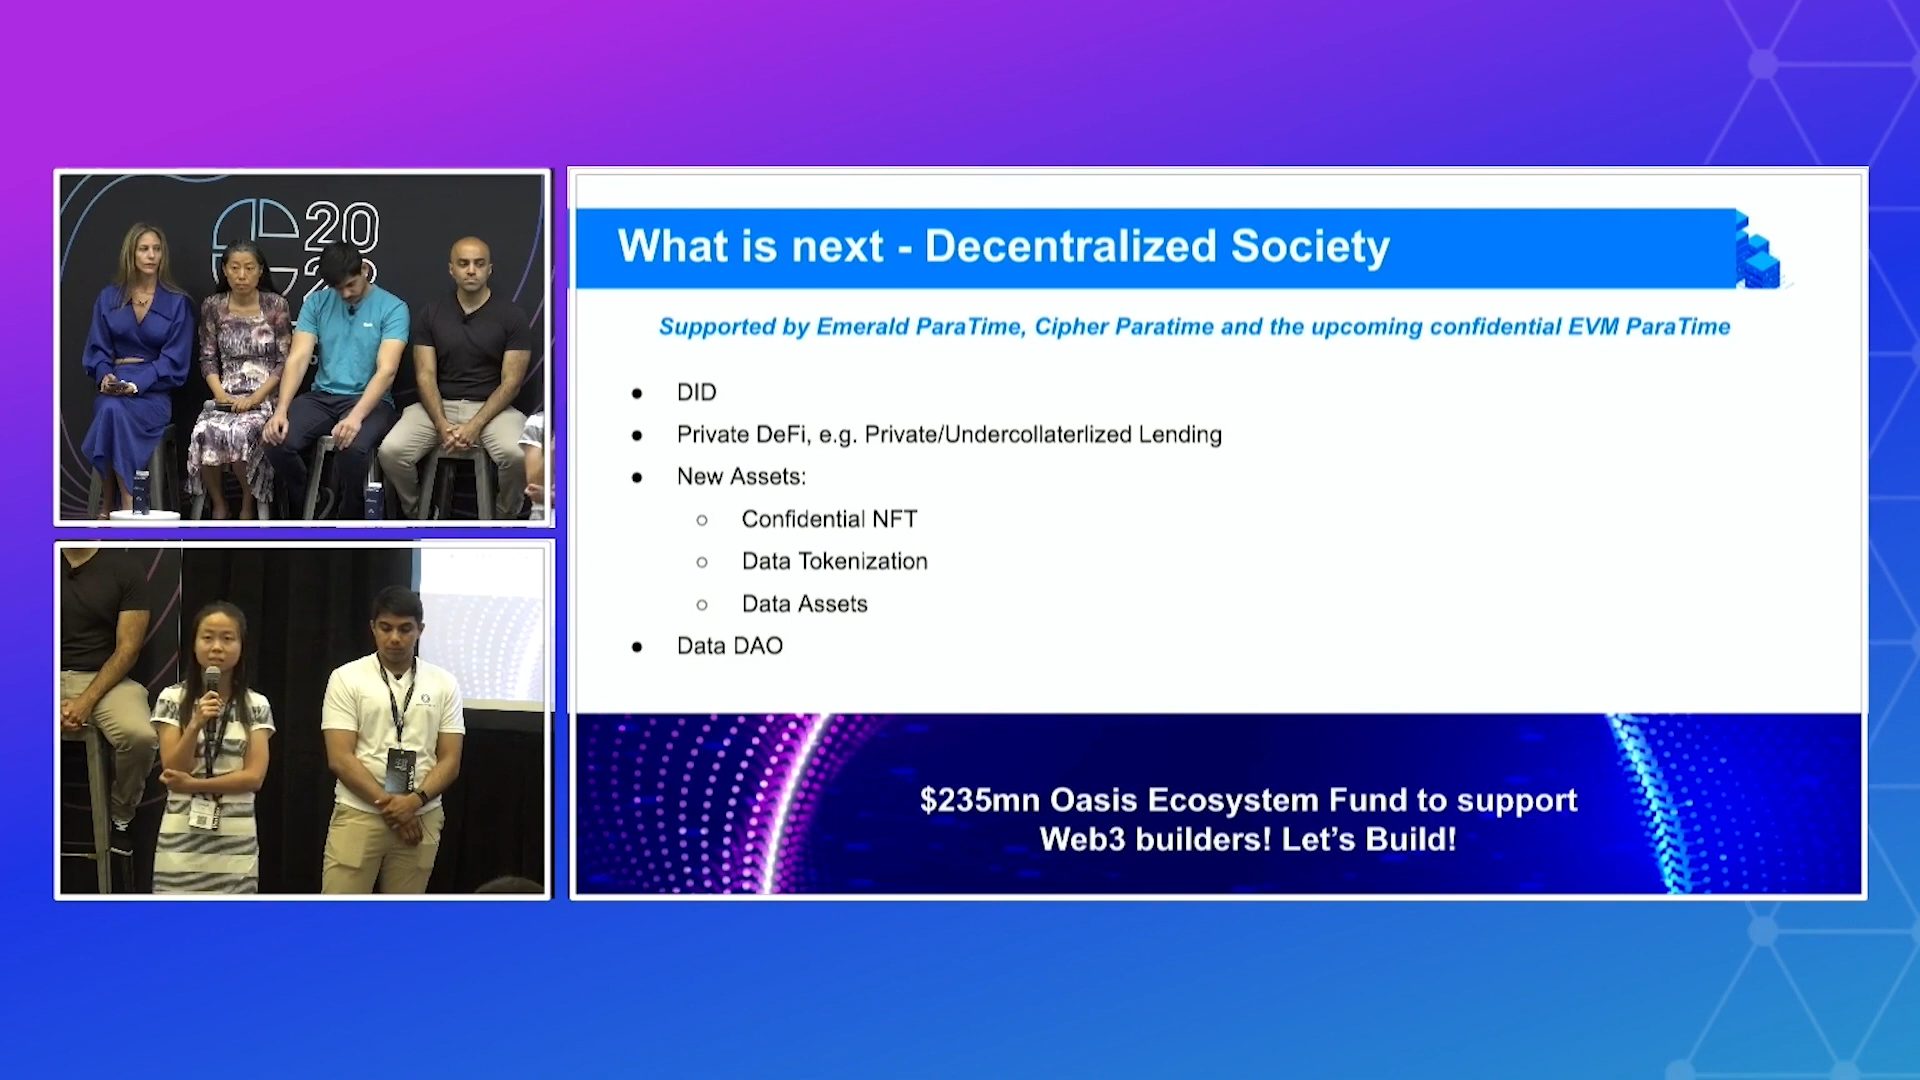 20
What is next - Decentralized Society
Supported by Emerald ParaTime, Cipher Paratime and the upcoming confidential EVM ParaTime
● DID
● Private DeFi, e.g. Private/Undercollaterlized Lending
● New Assets:
○ Confidential NFT
○ Data Tokenization
○ Data Assets
● Data DAO
$235mn Oasis Ecosystem Fund to support
Web3 builders! Let’s Build!